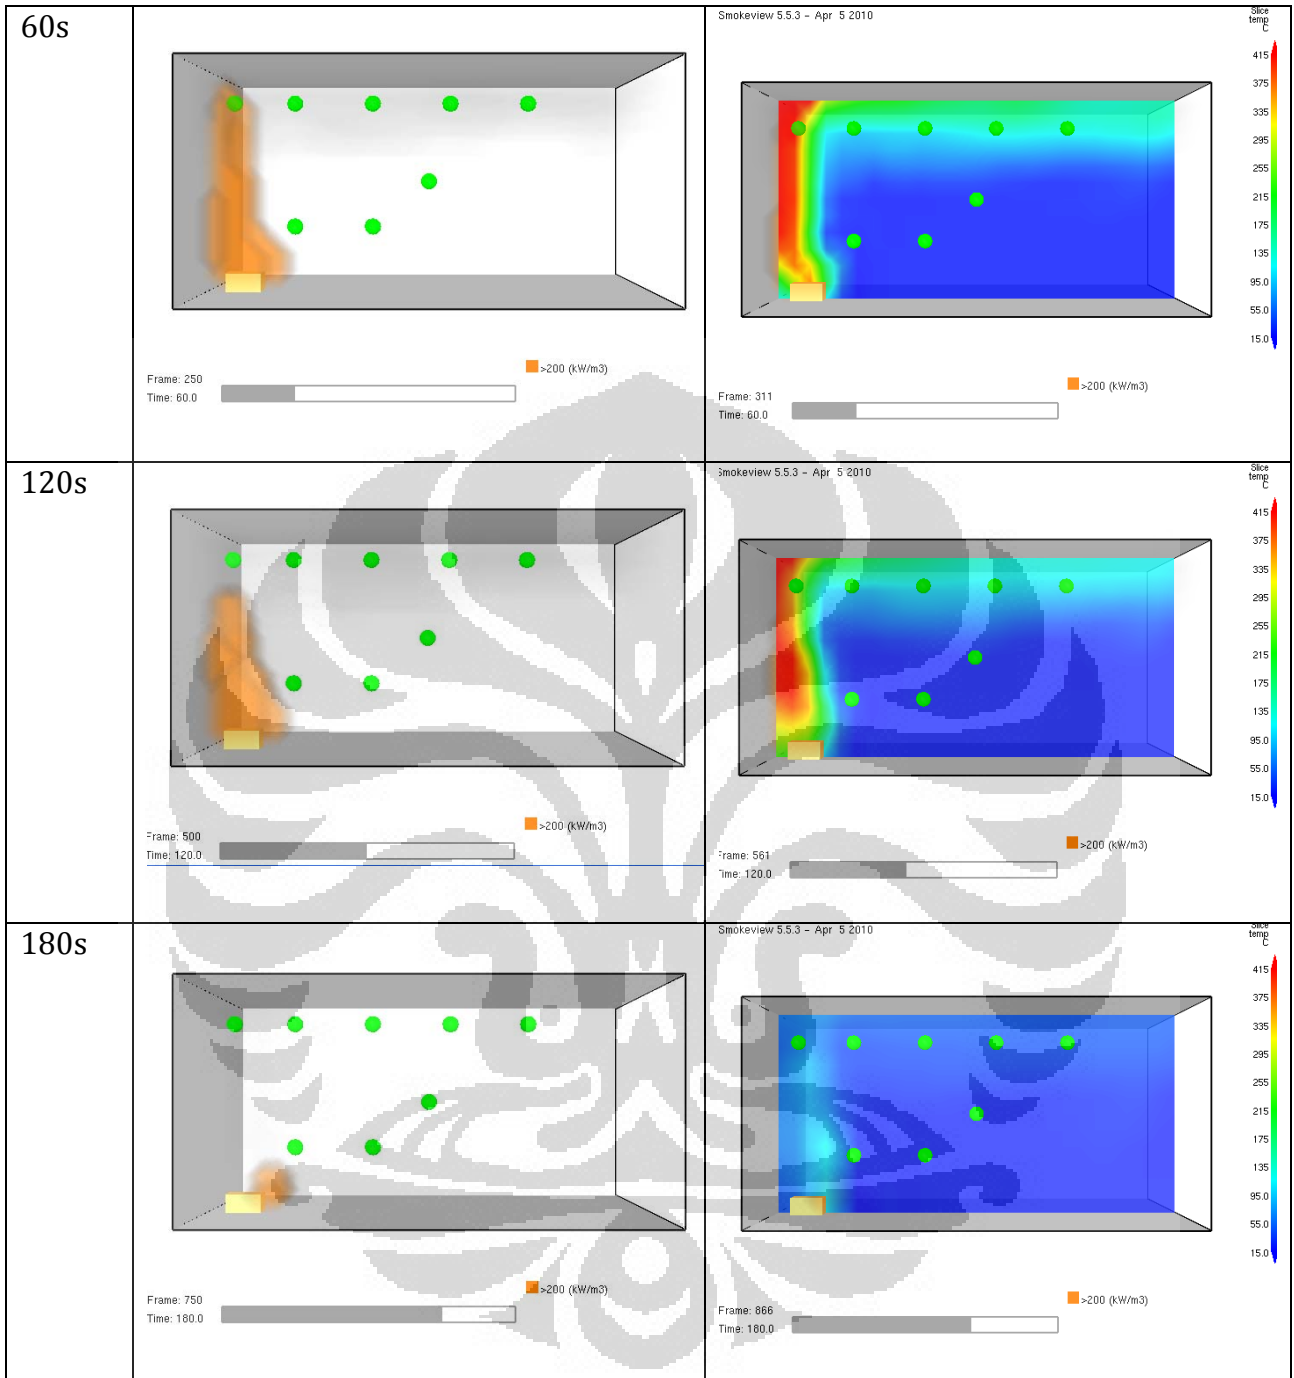 60s
>200 (kW/m3)
Frame: 250
Time: 60.0
Smokeview 5.5.3 - Apr 5 2010
Slice
temp
C
415
375
335
295
255
215
175
135
95.0
55.0
15.0
>200 (kW/m3)
Frame: 311
Time: 60.0
120s
>200 (kW/m3)
Frame: 500
Time: 120.0
Smokeview 5.5.3 - Apr 5 2010
Slice
temp
C
415
375
335
295
255
215
175
135
95.0
55.0
15.0
>200 (kW/m3)
Frame: 561
Time: 120.0
180s
>200 (kW/m3)
Frame: 750
Time: 180.0
Smokeview 5.5.3 - Apr 5 2010
Slice
temp
C
415
375
335
295
255
215
175
135
95.0
55.0
15.0
>200 (kW/m3)
Frame: 866
Time: 180.0